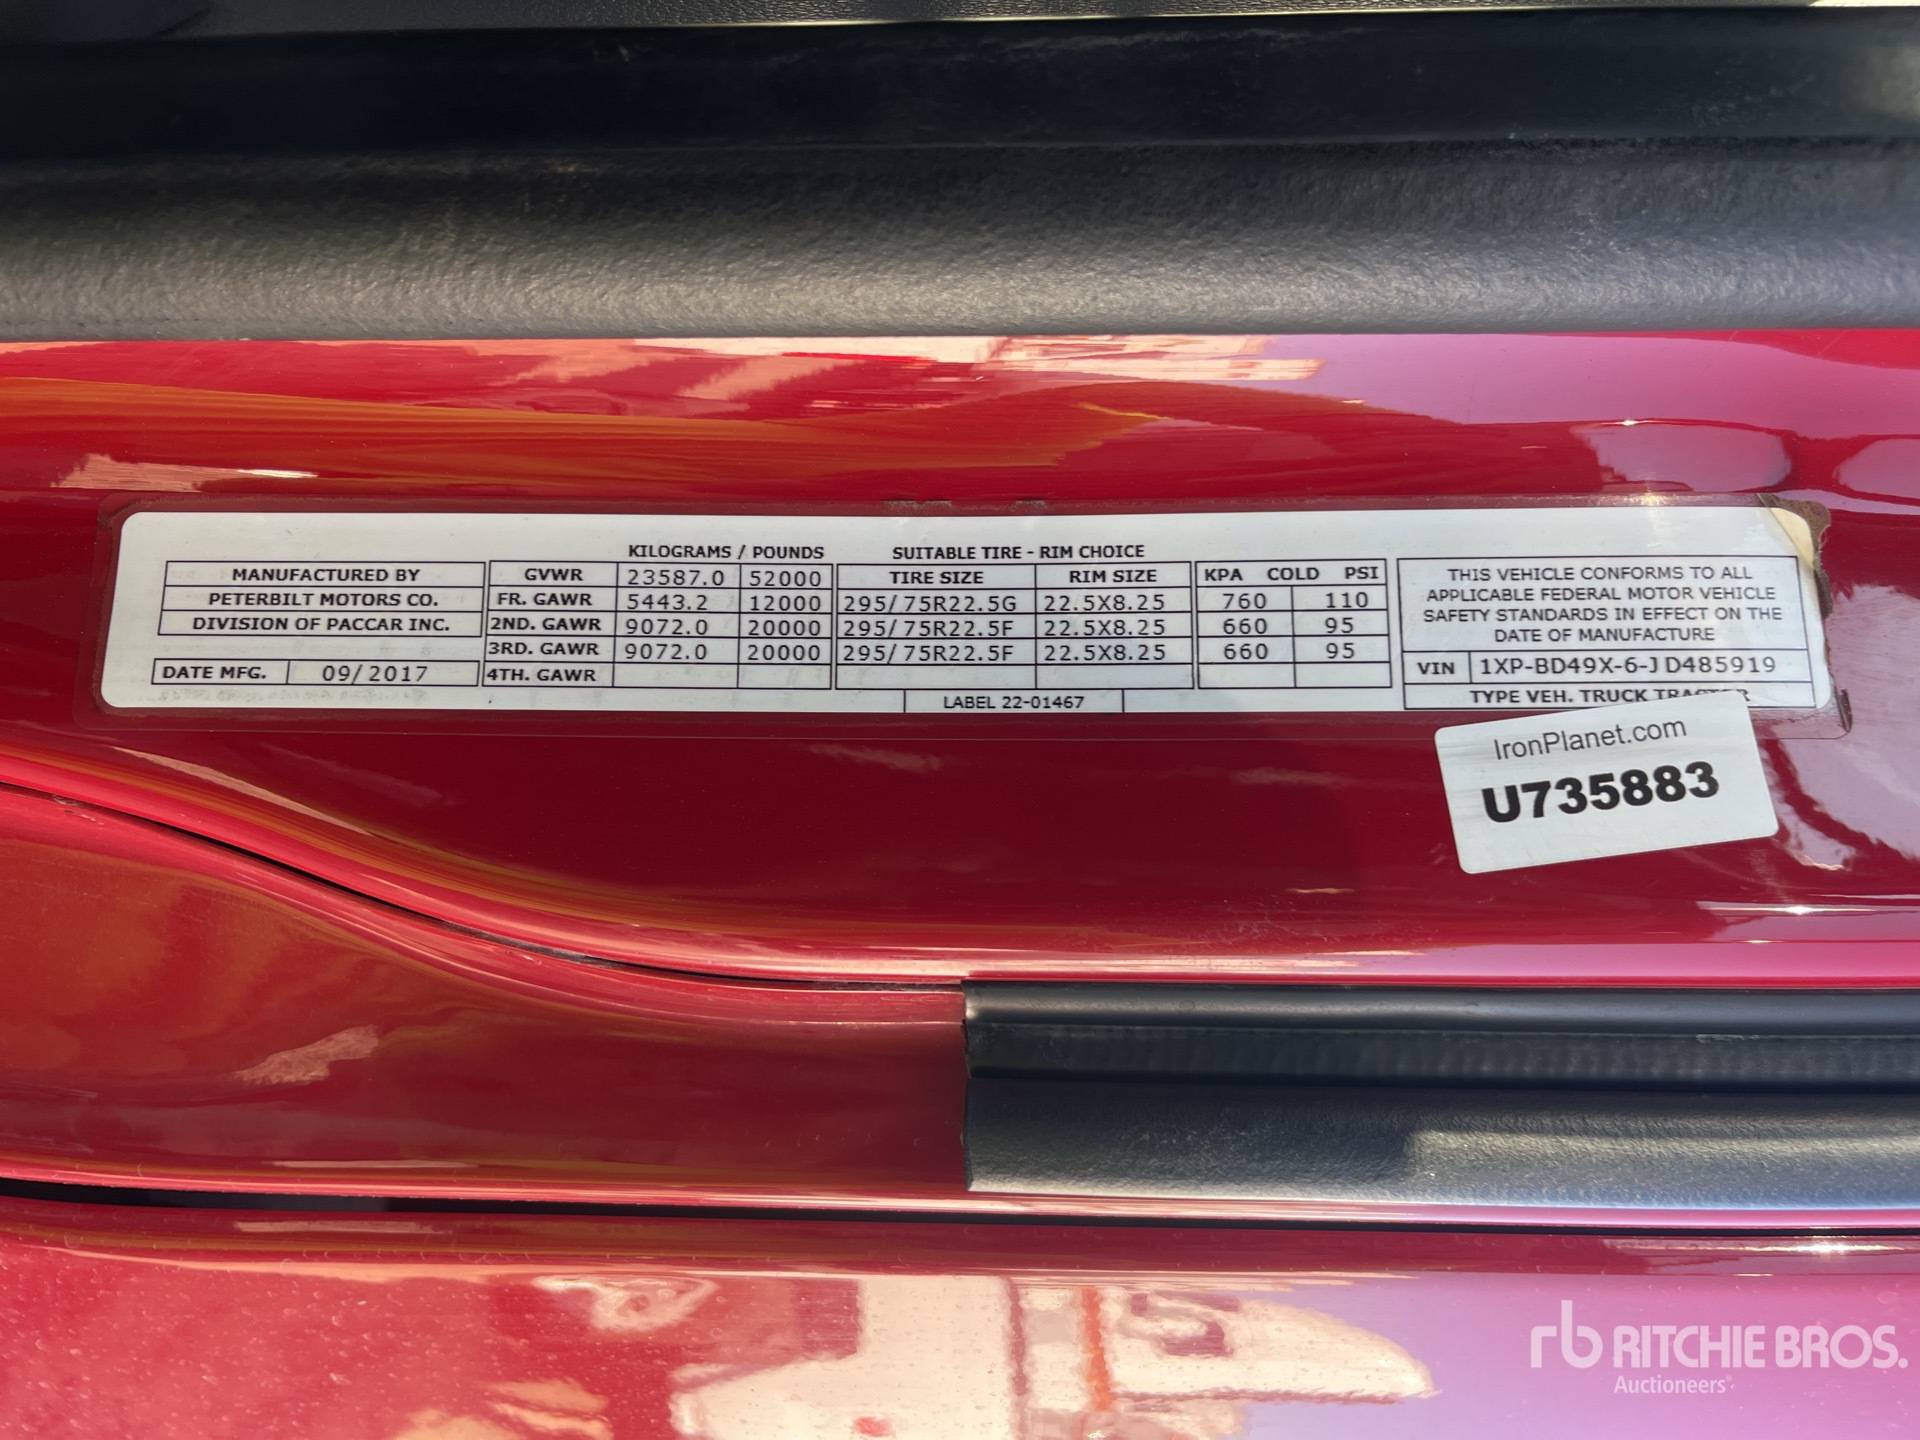 KILOGRAMS / POUNDS SUITABLE TIRE - RIM CHOICE
MANUFACTURED BY
PETERBILT MOTORS CO.
DIVISION OF PACCAR INC.
DATE MFG. 09/2017
GVWR 23587.0 52000 TIRE SIZE RIM SIZE KPA COLD PSI
FR. GAWR 5443.2 12000 295/75R22.5G 22.5X8.25 760 110
2ND. GAWR 9072.0 20000 295/75R22.5F 22.5X8.25 660 95
3RD. GAWR 9072.0 20000 295/75R22.5F 22.5X8.25 660 95
4TH. GAWR
LABEL 22-01467
THIS VEHICLE CONFORMS TO ALL
APPLICABLE FEDERAL MOTOR VEHICLE
SAFETY STANDARDS IN EFFECT ON THE
DATE OF MANUFACTURE
VIN 1XP-BD49X-6-JD485919
TYPE VEH. TRUCK TRACTOR
IronPlanet.com
U735883
rb RITCHIE BROS.
Auctioneers